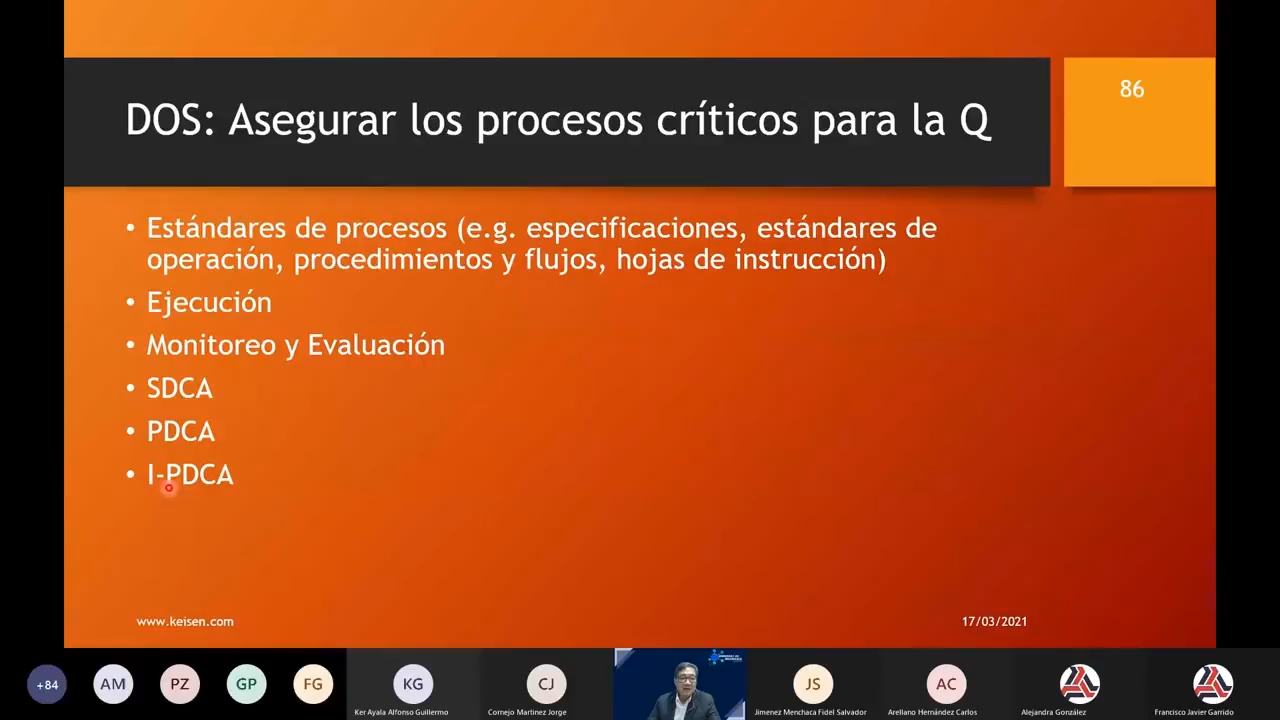 DOS: Asegurar los procesos críticos para la Q
86
• Estándares de procesos (e.g. especificaciones, estándares de
operación, procedimientos y flujos, hojas de instrucción)
• Ejecución
• Monitoreo y Evaluación
• SDCA
• PDCA
• I-PDCA
www.keisen.com
17/03/2021
+84
AM
PZ
GP
FG
KG
CJ
JS
AC
Ker Ayala Alfonso Guillermo
Cornejo Martinez Jorge
Jimenez Menchaca Fidel Salvador
Arellano Hernández Carlos
Alejandra González
Francisco Javier Garrido